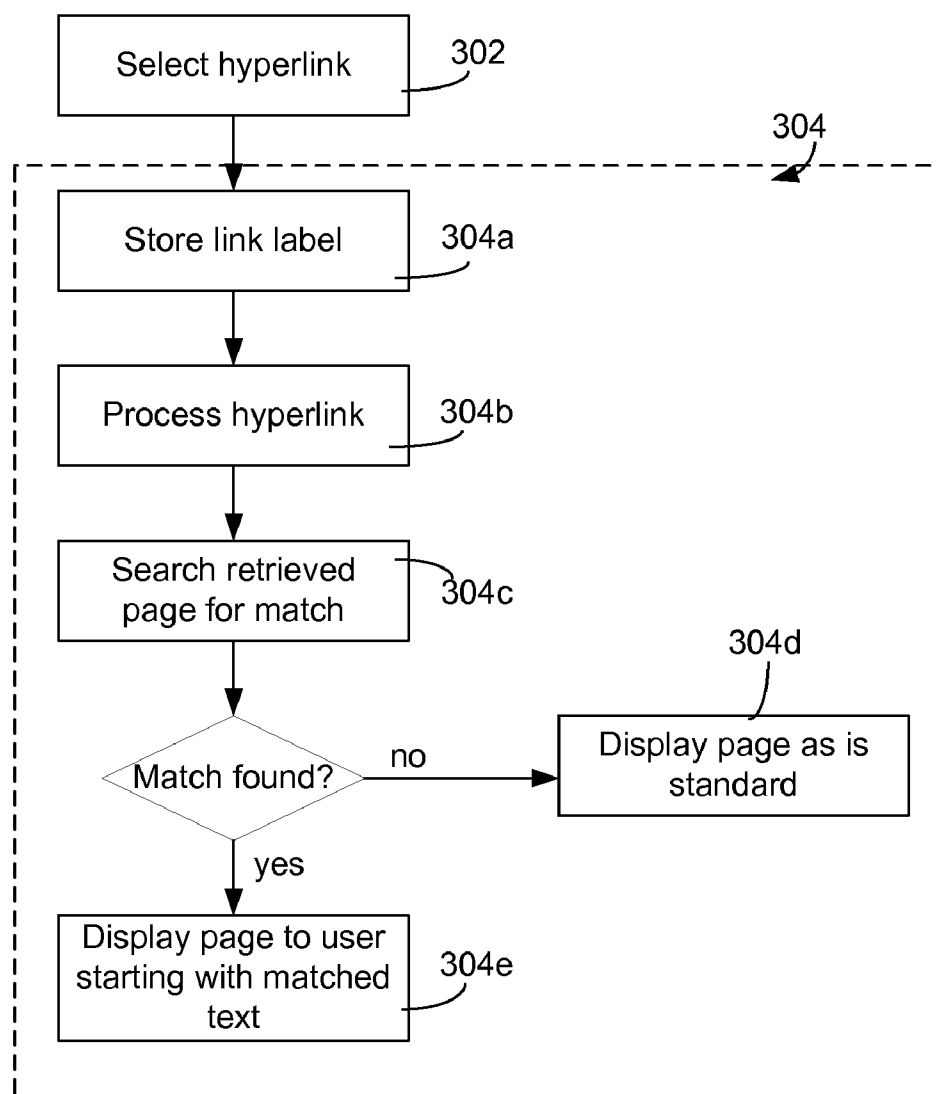 Select hyperlink
302
304
Store link label
304a
Process hyperlink
304b
Search retrieved
page for match
304c
304d
Match found?
no
Display page as is
standard
yes
Display page to user
starting with matched
text
304e